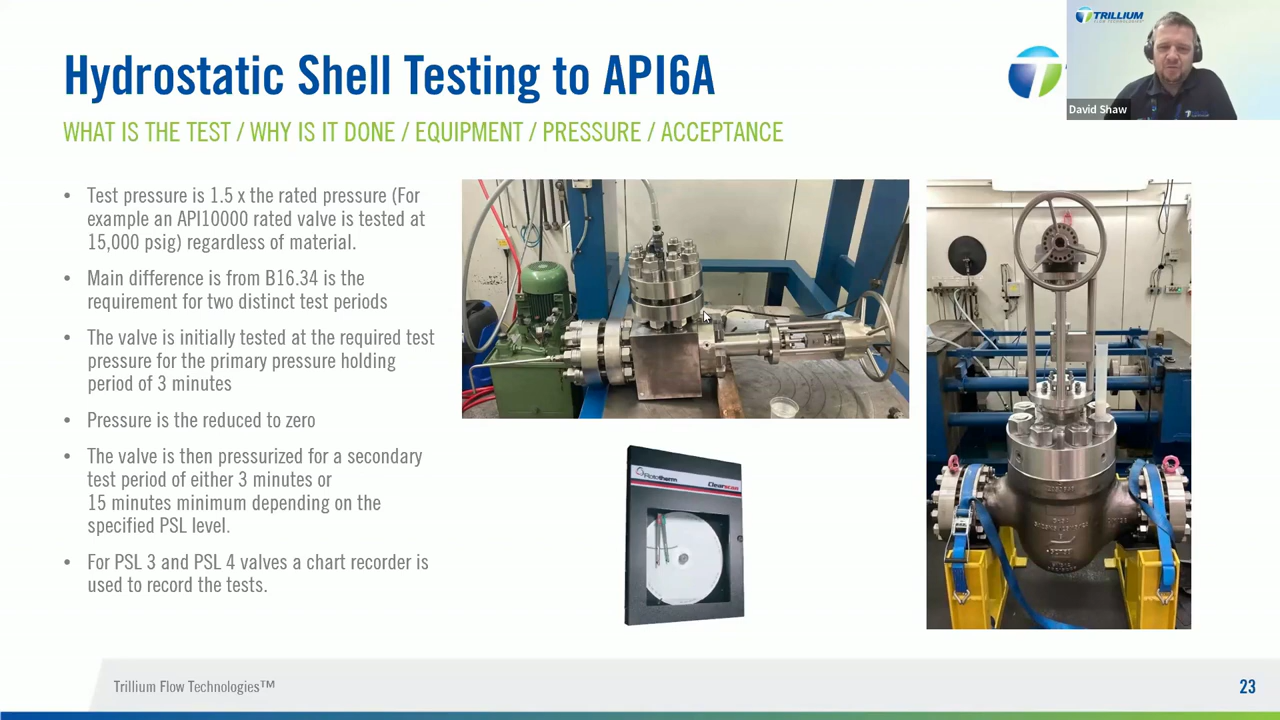 Hydrostatic Shell Testing to API6A
WHAT IS THE TEST / WHY IS IT DONE / EQUIPMENT / PRESSURE / ACCEPTANCE
TRILLIUM
FLOW TECHNOLOGIES
David Shaw
• Test pressure is 1.5 x the rated pressure (For
example an API10000 rated valve is tested at
15,000 psig) regardless of material.
• Main difference is from B16.34 is the
requirement for two distinct test periods
• The valve is initially tested at the required test
pressure for the primary pressure holding
period of 3 minutes
• Pressure is the reduced to zero
• The valve is then pressurized for a secondary
test period of either 3 minutes or
15 minutes minimum depending on the
specified PSL level.
• For PSL 3 and PSL 4 valves a chart recorder is
used to record the tests.
Rototherm
Clearscan
Trillium Flow Technologies™
23